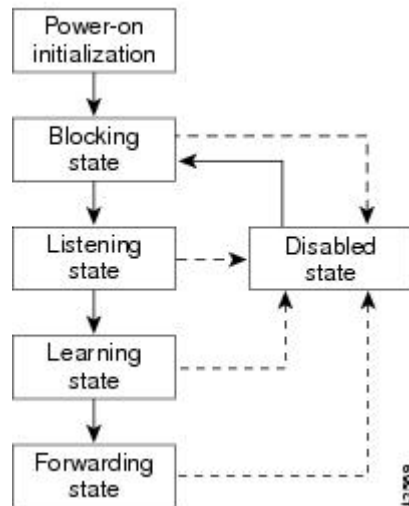 Power-on
initialization
Blocking
state
Listening
state
Disabled
state
Learning
state
Forwarding
state